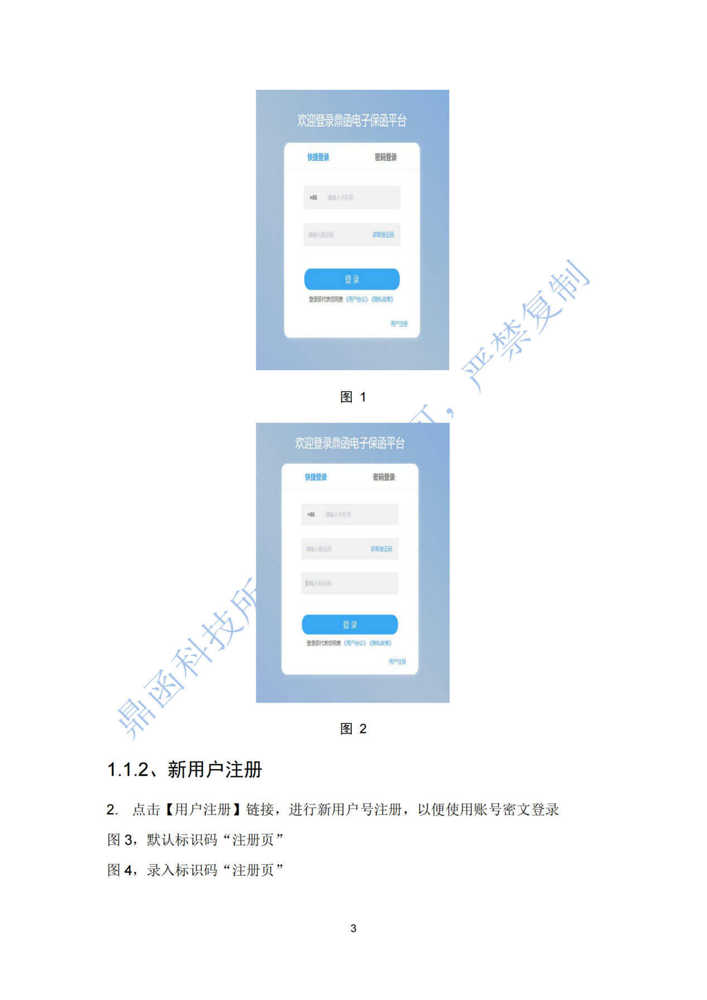 欢迎登录鼎函电子保函平台
快捷登录 密码登录
+86 请输入手机号
请输入验证码 获取验证码
登录
登录即代表您同意《用户协议》《隐私政策》
用户注册
图 1
欢迎登录鼎函电子保函平台
快捷登录 密码登录
+86 请输入手机号
请输入验证码 获取验证码
请输入标识码
登录
登录即代表您同意《用户协议》《隐私政策》
用户注册
图 2
鼎函科技所
,严禁复制
1.1.2、新用户注册
2. 点击【用户注册】链接，进行新用户号注册，以便使用账号密文登录
图 3，默认标识码“注册页”
图 4，录入标识码“注册页”
3